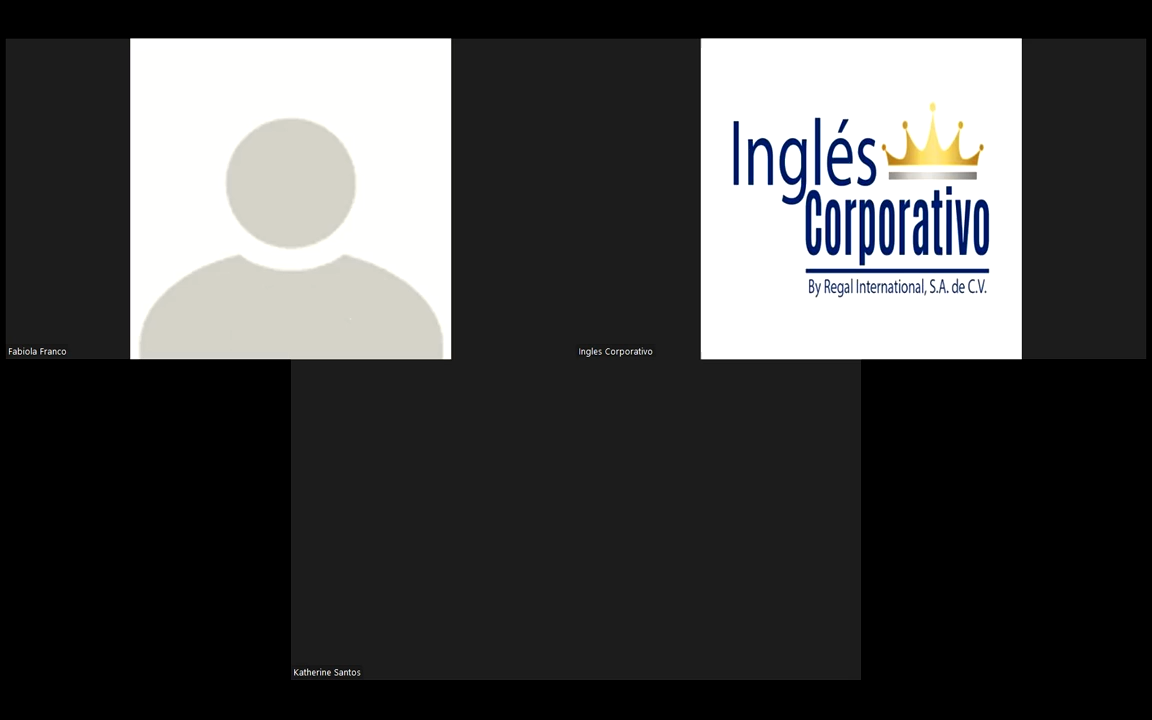 Inglés
Corporativo
By Regal International, S.A. de C.V.
Fabiola Franco
Ingles Corporativo
Katherine Santos